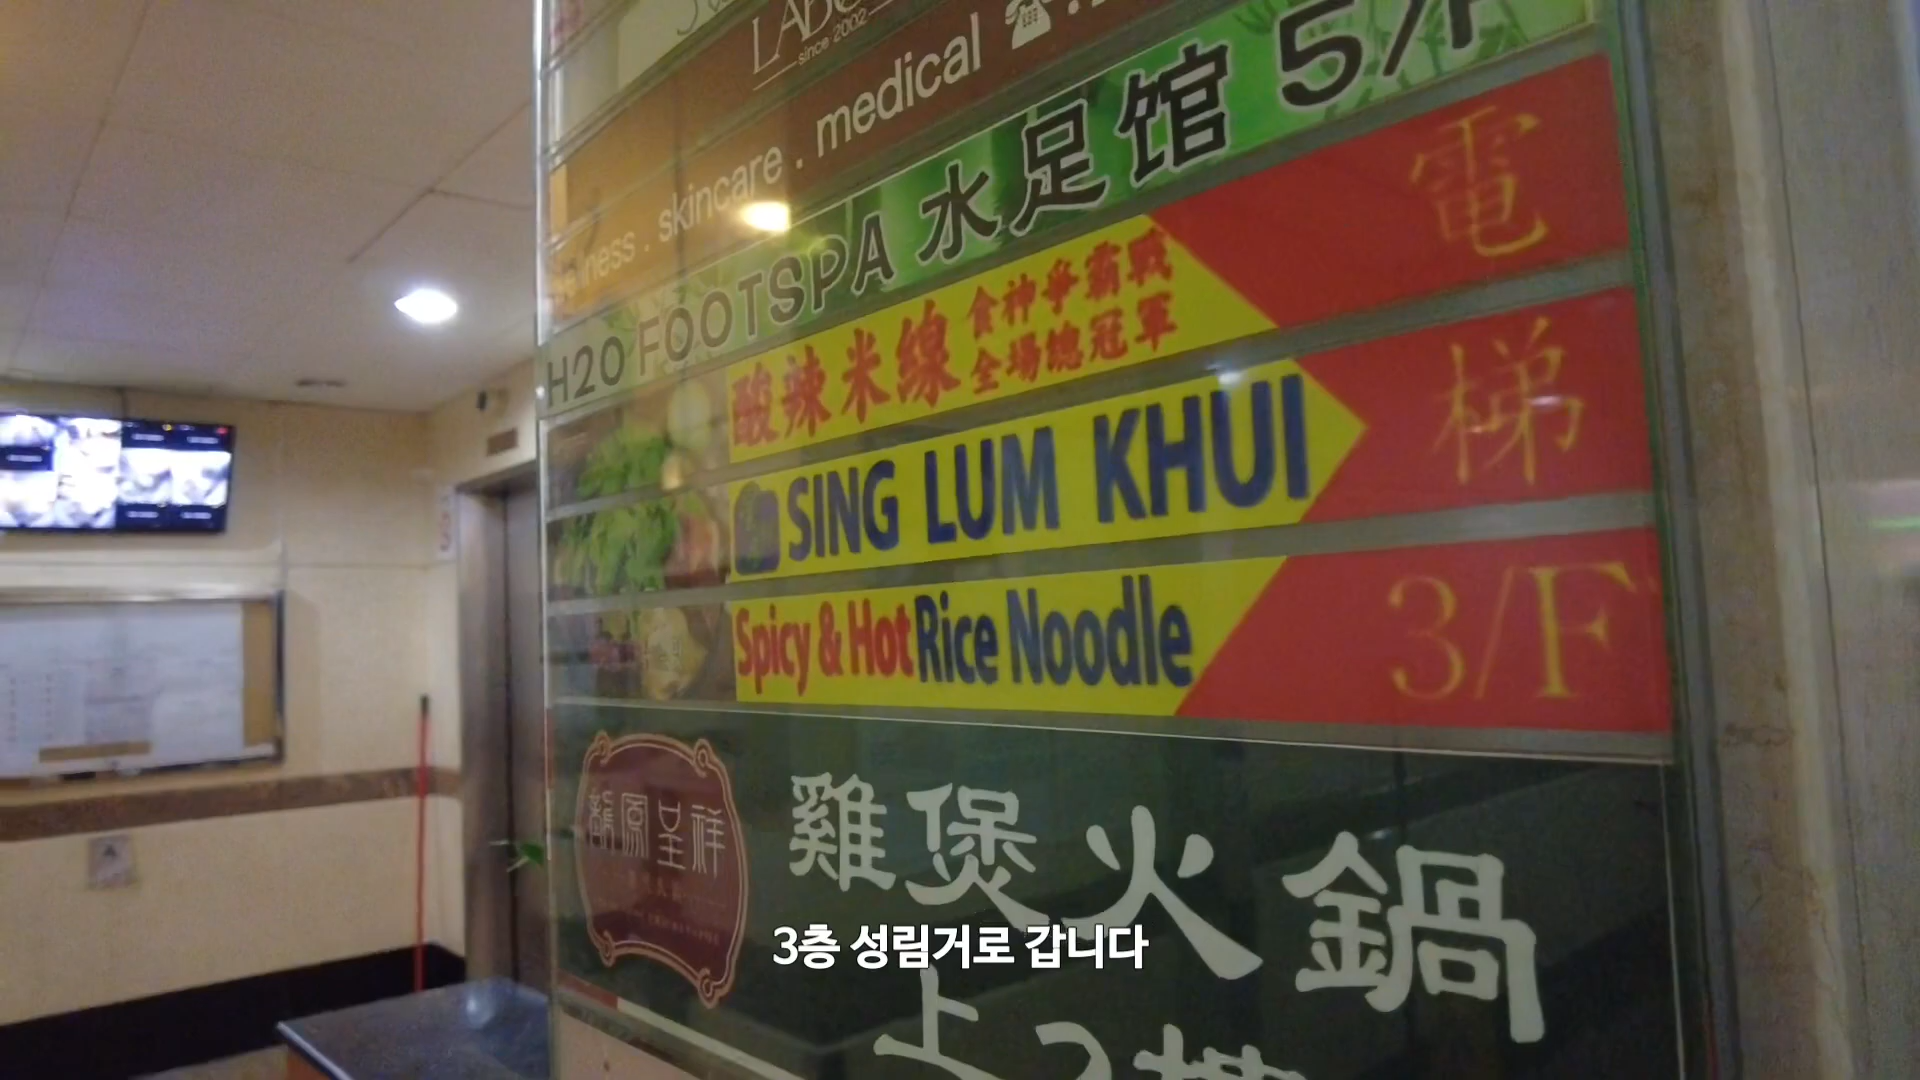 since 2002
skincare . medical
H2O FOOTSPA 水足馆 5/F
酸辣米線 食神爭霸戰
全場總冠軍
電
SING LUM KHUI
梯
Spicy & Hot Rice Noodle
3/F
雞煲火鍋
3층 성림거로 갑니다
上